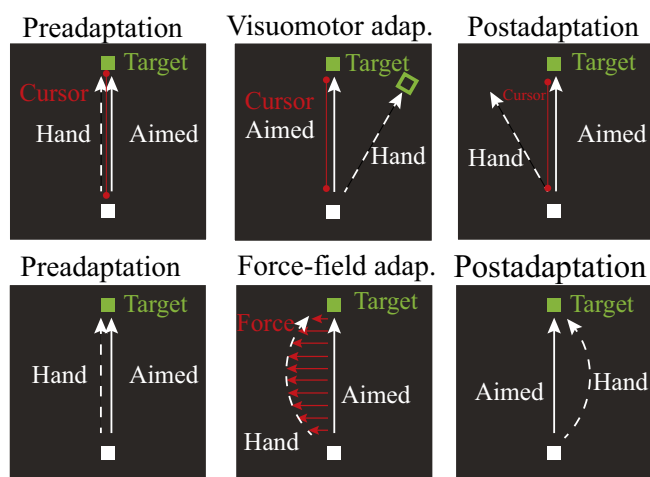 Preadaptation
Visuomotor adap.
Postadaptation
Target
Cursor
Hand
Aimed
Target
Cursor
Aimed
Hand
Target
Cursor
Hand
Aimed
Preadaptation
Force-field adap.
Postadaptation
Target
Hand
Aimed
Target
Force
Aimed
Hand
Target
Aimed
Hand